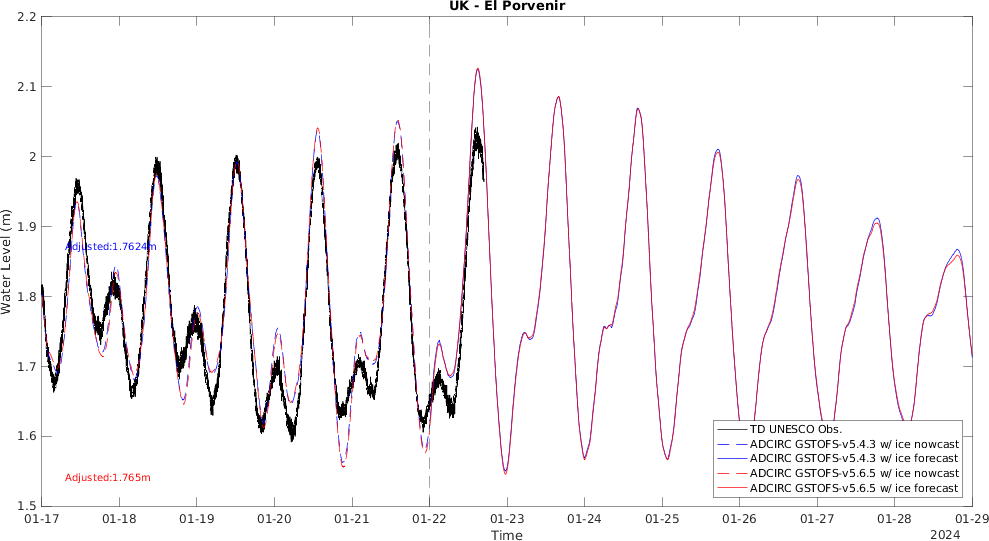 UK - El Porvenir
2.2
2.1
2
1.9
1.8
1.7
1.6
1.5
Water Level (m)
Adjusted:1.7624m
Adjusted:1.765m
TD UNESCO Obs.
ADCIRC GSTOFS-v5.4.3 w/ ice nowcast
ADCIRC GSTOFS-v5.4.3 w/ ice forecast
ADCIRC GSTOFS-v5.6.5 w/ ice nowcast
ADCIRC GSTOFS-v5.6.5 w/ ice forecast
01-17 01-18 01-19 01-20 01-21 01-22 01-23 01-24 01-25 01-26 01-27 01-28 01-29
Time
2024